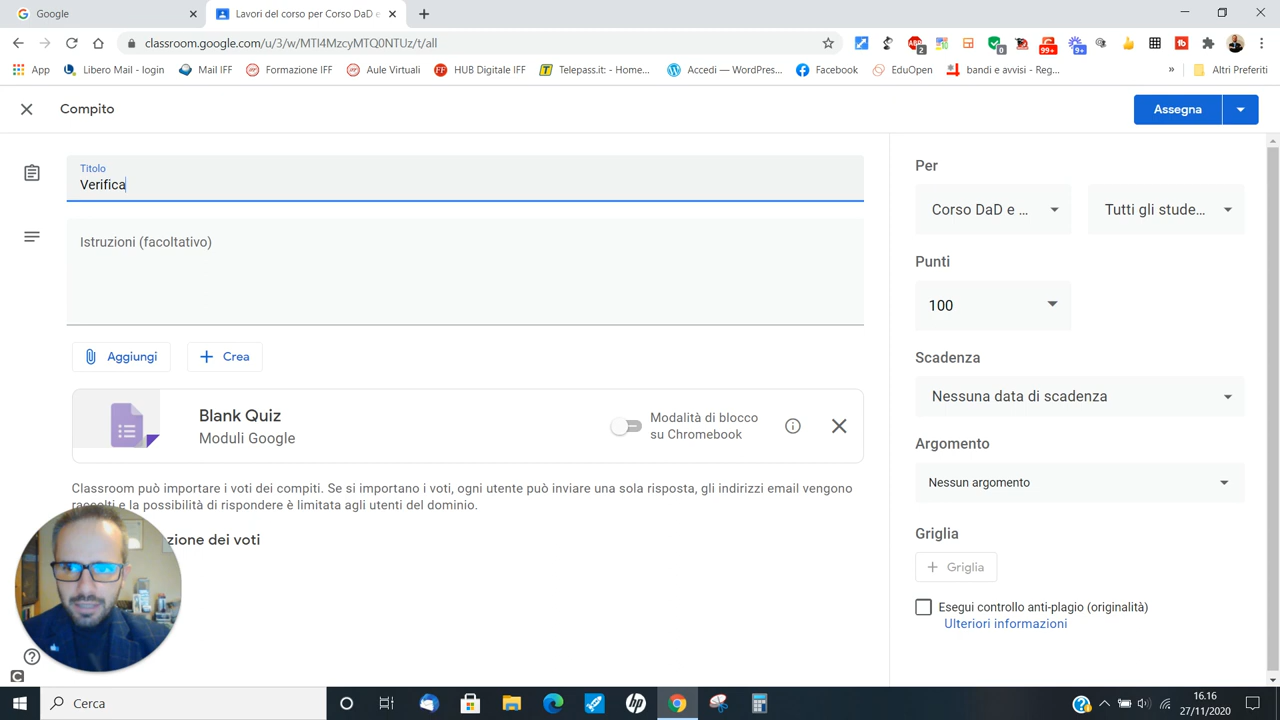 Google
Lavori del corso per Corso DaD e
classroom.google.com/u/3/w/MTI4MzcyMTQ0NTUz/t/all
App
Libero Mail - login
Mail IFF
Formazione IFF
Aule Virtuali
HUB Digitale IFF
Telepass.it: - Home...
Accedi — WordPres...
Facebook
EduOpen
bandi e avvisi - Reg...
»
Altri Preferiti
Compito
Assegna
Titolo
Verifica
Istruzioni (facoltativo)
Aggiungi
Crea
Blank Quiz
Moduli Google
Modalità di blocco
su Chromebook
Classroom può importare i voti dei compiti. Se si importano i voti, ogni utente può inviare una sola risposta, gli indirizzi email vengono
raccolti e la possibilità di rispondere è limitata agli utenti del dominio.
zione dei voti
Per
Corso DaD e ...
Tutti gli stude...
Punti
100
Scadenza
Nessuna data di scadenza
Argomento
Nessun argomento
Griglia
+ Griglia
Esegui controllo anti-plagio (originalità)
Ulteriori informazioni
Cerca
16.16
27/11/2020